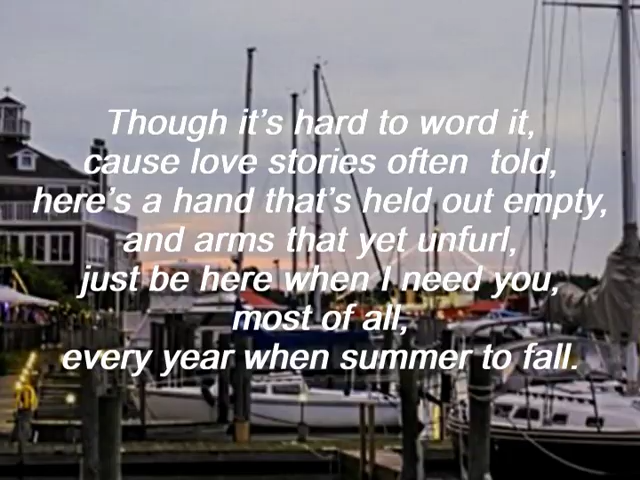 Though it's hard to word it,
cause love stories often told,
here's a hand that's held out empty,
and arms that yet unfurl,
just be here when I need you,
most of all,
every year when summer to fall.